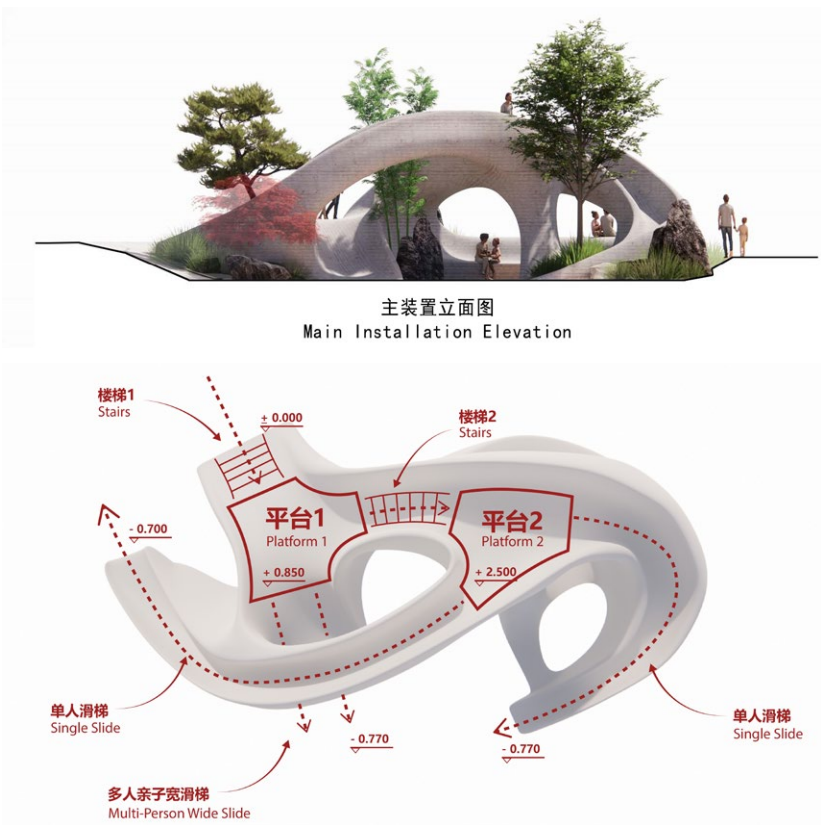 主装置立面图
Main Installation Elevation
楼梯1
Stairs
± 0.000
楼梯2
Stairs
- 0.700
平台1
Platform 1
平台2
Platform 2
+ 0.850
+ 2.500
单人滑梯
Single Slide
- 0.770
- 0.770
单人滑梯
Single Slide
多人亲子宽滑梯
Multi-Person Wide Slide